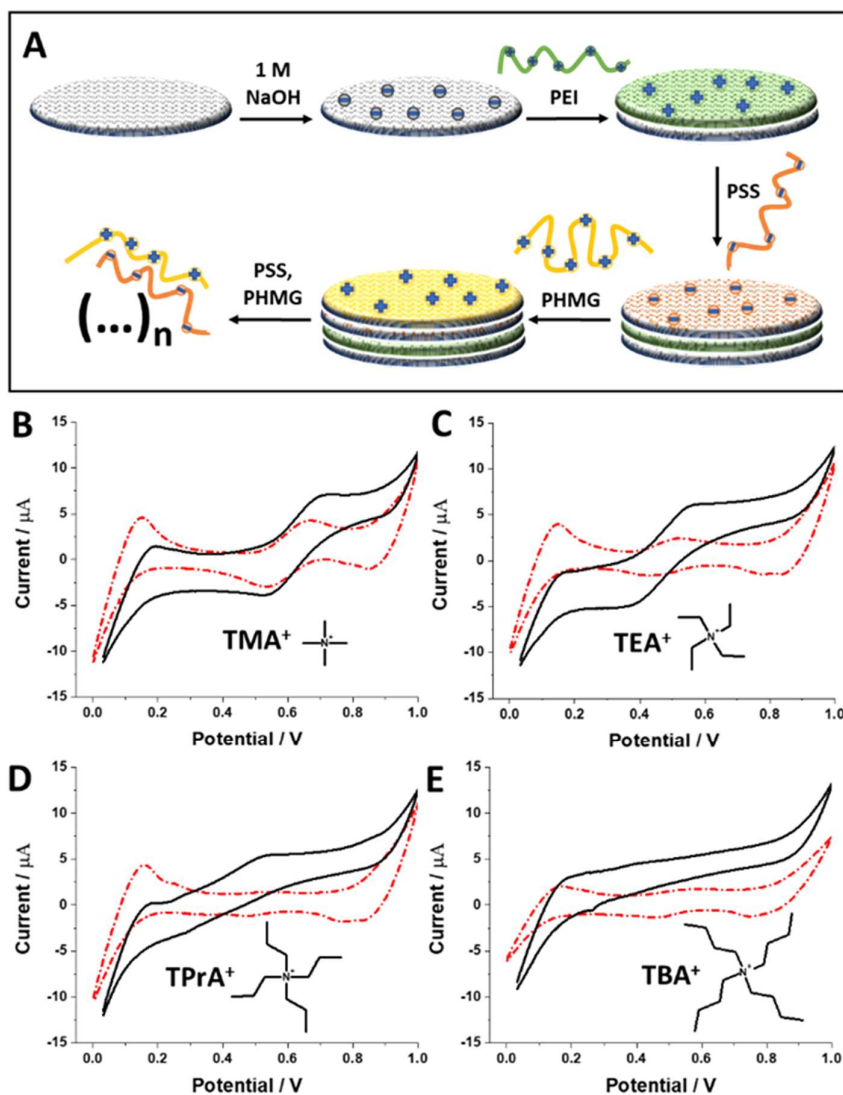 A
1 M
NaOH
PEI
PSS
PHMG
PSS,
PHMG
(...)n
B
15
10
5
0
-5
-10
-15
Current / μA
0.0 0.2 0.4 0.6 0.8 1.0
Potential / V
TMA+
N+
C
15
10
5
0
-5
-10
-15
Current / μA
0.0 0.2 0.4 0.6 0.8 1.0
Potential / V
TEA+
N+
D
15
10
5
0
-5
-10
-15
Current / μA
0.0 0.2 0.4 0.6 0.8 1.0
Potential / V
TPrA+
N+
E
15
10
5
0
-5
-10
-15
Current / μA
0.0 0.2 0.4 0.6 0.8 1.0
Potential / V
TBA+
N+